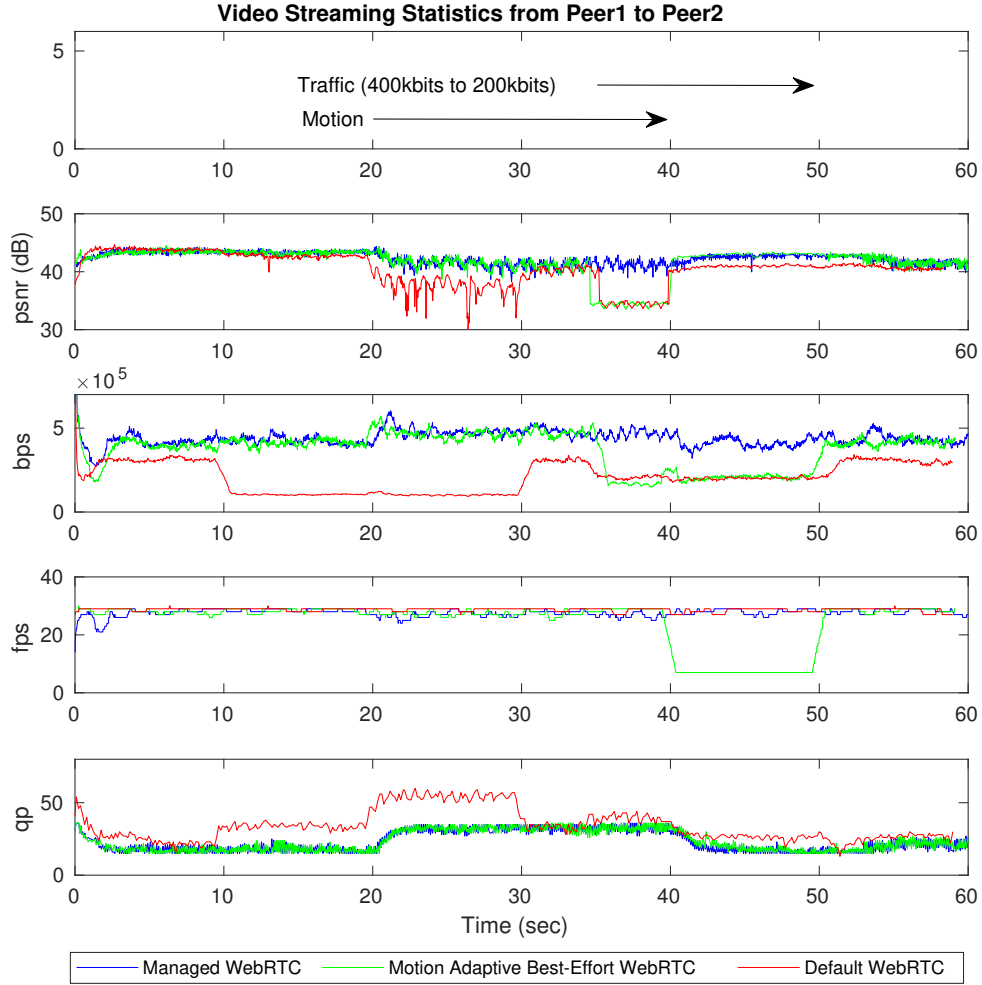 Video Streaming Statistics from Peer1 to Peer2
5
Traffic (400kbits to 200kbits)
Motion
0
0 10 20 30 40 50 60
50
psnr (dB)
40
30
0 10 20 30 40 50 60
×10^5
5
bps
0
0 10 20 30 40 50 60
40
fps
20
0
0 10 20 30 40 50 60
qp
50
0
0 10 20 30 40 50 60
Time (sec)
Managed WebRTC Motion Adaptive Best-Effort WebRTC Default WebRTC